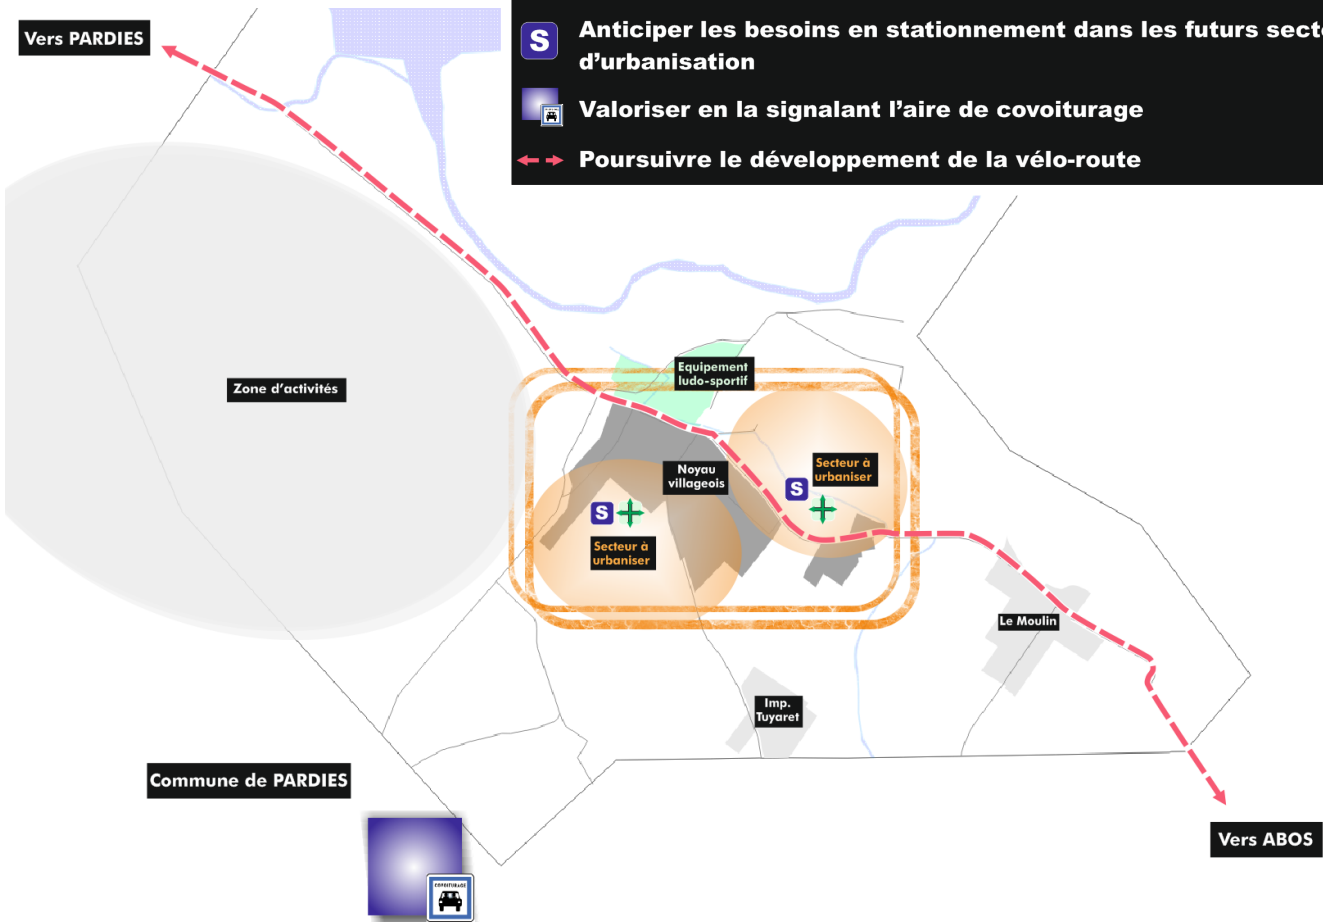 Vers PARDIES
S
Anticiper les besoins en stationnement dans les futurs
d’urbanisation
Valoriser en la signalant l’aire de covoiturage
Poursuivre le développement de la vélo-route
Equipement
ludo-sportif
Zone d’activités
Noyau
villageois
Secteur à
urbaniser
S
S
Secteur à
urbaniser
Le Moulin
Imp.
Tuyaret
Commune de PARDIES
Vers ABOS
COVOITURAGE